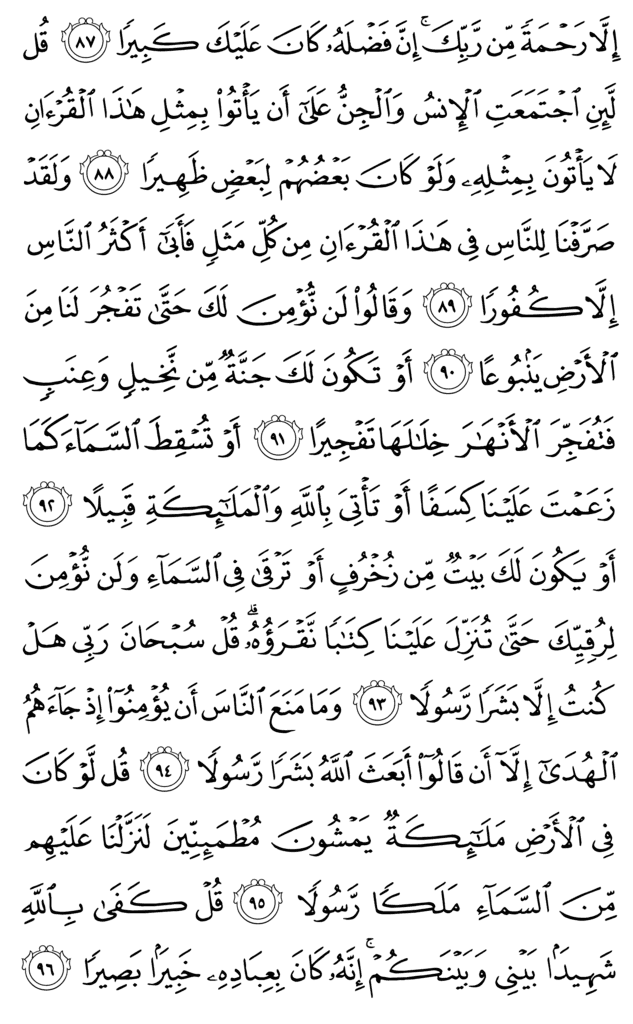 إِلَّا رَحۡمَةٗ مِّن رَّبِّكَۚ إِنَّ فَضۡلَهُۥ كَانَ عَلَيۡكَ كَبِيرٗا ٨٧ قُل
لَّئِنِ ٱجۡتَمَعَتِ ٱلۡإِنسُ وَٱلۡجِنُّ عَلَىٰٓ أَن يَأۡتُواْ بِمِثۡلِ هَٰذَا ٱلۡقُرۡءَانِ
لَا يَأۡتُونَ بِمِثۡلِهِۦ وَلَوۡ كَانَ بَعۡضُهُمۡ لِبَعۡضٖ ظَهِيرٗا ٨٨ وَلَقَدۡ
صَرَّفۡنَا لِلنَّاسِ فِي هَٰذَا ٱلۡقُرۡءَانِ مِن كُلِّ مَثَلٖ فَأَبَىٰٓ أَكۡثَرُ ٱلنَّاسِ
إِلَّا كُفُورٗا ٨٩ وَقَالُواْ لَن نُّؤۡمِنَ لَكَ حَتَّىٰ تَفۡجُرَ لَنَا مِنَ
ٱلۡأَرۡضِ يَنۢبُوعًا ٩٠ أَوۡ تَكُونَ لَكَ جَنَّةٞ مِّن نَّخِيلٖ وَعِنَبٖ
فَتُفَجِّرَ ٱلۡأَنۡهَٰرَ خِلَٰلَهَا تَفۡجِيرًا ٩١ أَوۡ تُسۡقِطَ ٱلسَّمَآءَ كَمَا
زَعَمۡتَ عَلَيۡنَا كِسَفًا أَوۡ تَأۡتِيَ بِٱللَّهِ وَٱلۡمَلَٰٓئِكَةِ قَبِيلًا ٩٢
أَوۡ يَكُونَ لَكَ بَيۡتٞ مِّن زُخۡرُفٍ أَوۡ تَرۡقَىٰ فِي ٱلسَّمَآءِ وَلَن نُّؤۡمِنَ
لِرُقِيِّكَ حَتَّىٰ تُنَزِّلَ عَلَيۡنَا كِتَٰبٗا نَّقۡرَؤُهُۥۗ قُلۡ سُبۡحَانَ رَبِّي هَلۡ
كُنتُ إِلَّا بَشَرٗا رَّسُولٗا ٩٣ وَمَا مَنَعَ ٱلنَّاسَ أَن يُؤۡمِنُوٓاْ إِذۡ جَآءَهُمُ
ٱلۡهُدَىٰٓ إِلَّآ أَن قَالُوٓاْ أَبَعَثَ ٱللَّهُ بَشَرٗا رَّسُولٗا ٩٤ قُل لَّوۡ كَانَ
فِي ٱلۡأَرۡضِ مَلَٰٓئِكَةٞ يَمۡشُونَ مُطۡمَئِنِّينَ لَنَزَّلۡنَا عَلَيۡهِم
مِّنَ ٱلسَّمَآءِ مَلَكٗا رَّسُولٗا ٩٥ قُلۡ كَفَىٰ بِٱللَّهِ
شَهِيدَۢا بَيۡنِي وَبَيۡنَكُمۡۚ إِنَّهُۥ كَانَ بِعِبَادِهِۦ خَبِيرَۢا بَصِيرٗا ٩٦